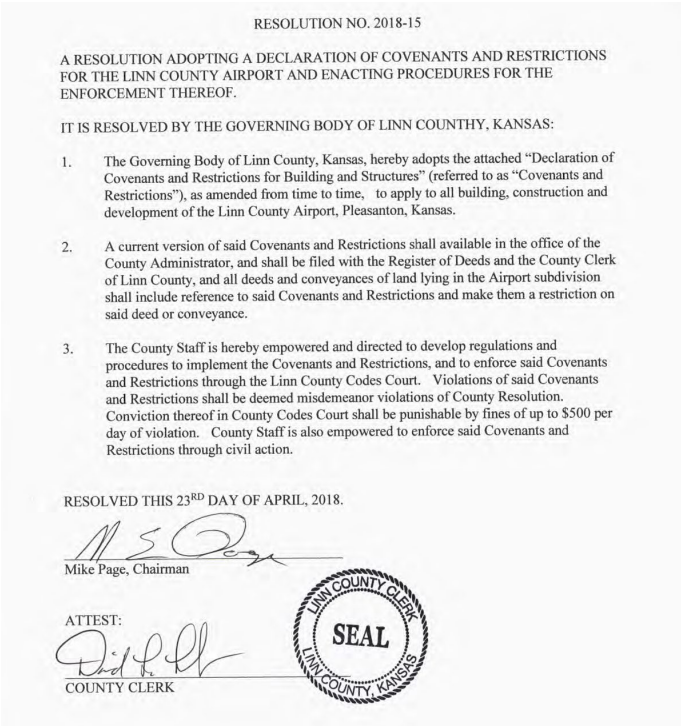 RESOLUTION NO. 2018-15
A RESOLUTION ADOPTING A DECLARATION OF COVENANTS AND RESTRICTIONS
FOR THE LINN COUNTY AIRPORT AND ENACTING PROCEDURES FOR THE
ENFORCEMENT THEREOF.
IT IS RESOLVED BY THE GOVERNING BODY OF LINN COUNTHY, KANSAS:
1. The Governing Body of Linn County, Kansas, hereby adopts the attached “Declaration of
Covenants and Restrictions for Building and Structures” (referred to as “Covenants and
Restrictions”), as amended from time to time, to apply to all building, construction and
development of the Linn County Airport, Pleasanton, Kansas.
2. A current version of said Covenants and Restrictions shall available in the office of the
County Administrator, and shall be filed with the Register of Deeds and the County Clerk
of Linn County, and all deeds and conveyances of land lying in the Airport subdivision
shall include reference to said Covenants and Restrictions and make them a restriction on
said deed or conveyance.
3. The County Staff is hereby empowered and directed to develop regulations and
procedures to implement the Covenants and Restrictions, and to enforce said Covenants
and Restrictions through the Linn County Codes Court. Violations of said Covenants
and Restrictions shall be deemed misdemeanor violations of County Resolution.
Conviction thereof in County Codes Court shall be punishable by fines of up to $500 per
day of violation. County Staff is also empowered to enforce said Covenants and
Restrictions through civil action.
RESOLVED THIS 23RD DAY OF APRIL, 2018.
Mike Page, Chairman
ATTEST:
COUNTY CLERK
LINN COUNTY CLERK
SEAL
LINN COUNTY, KANSAS